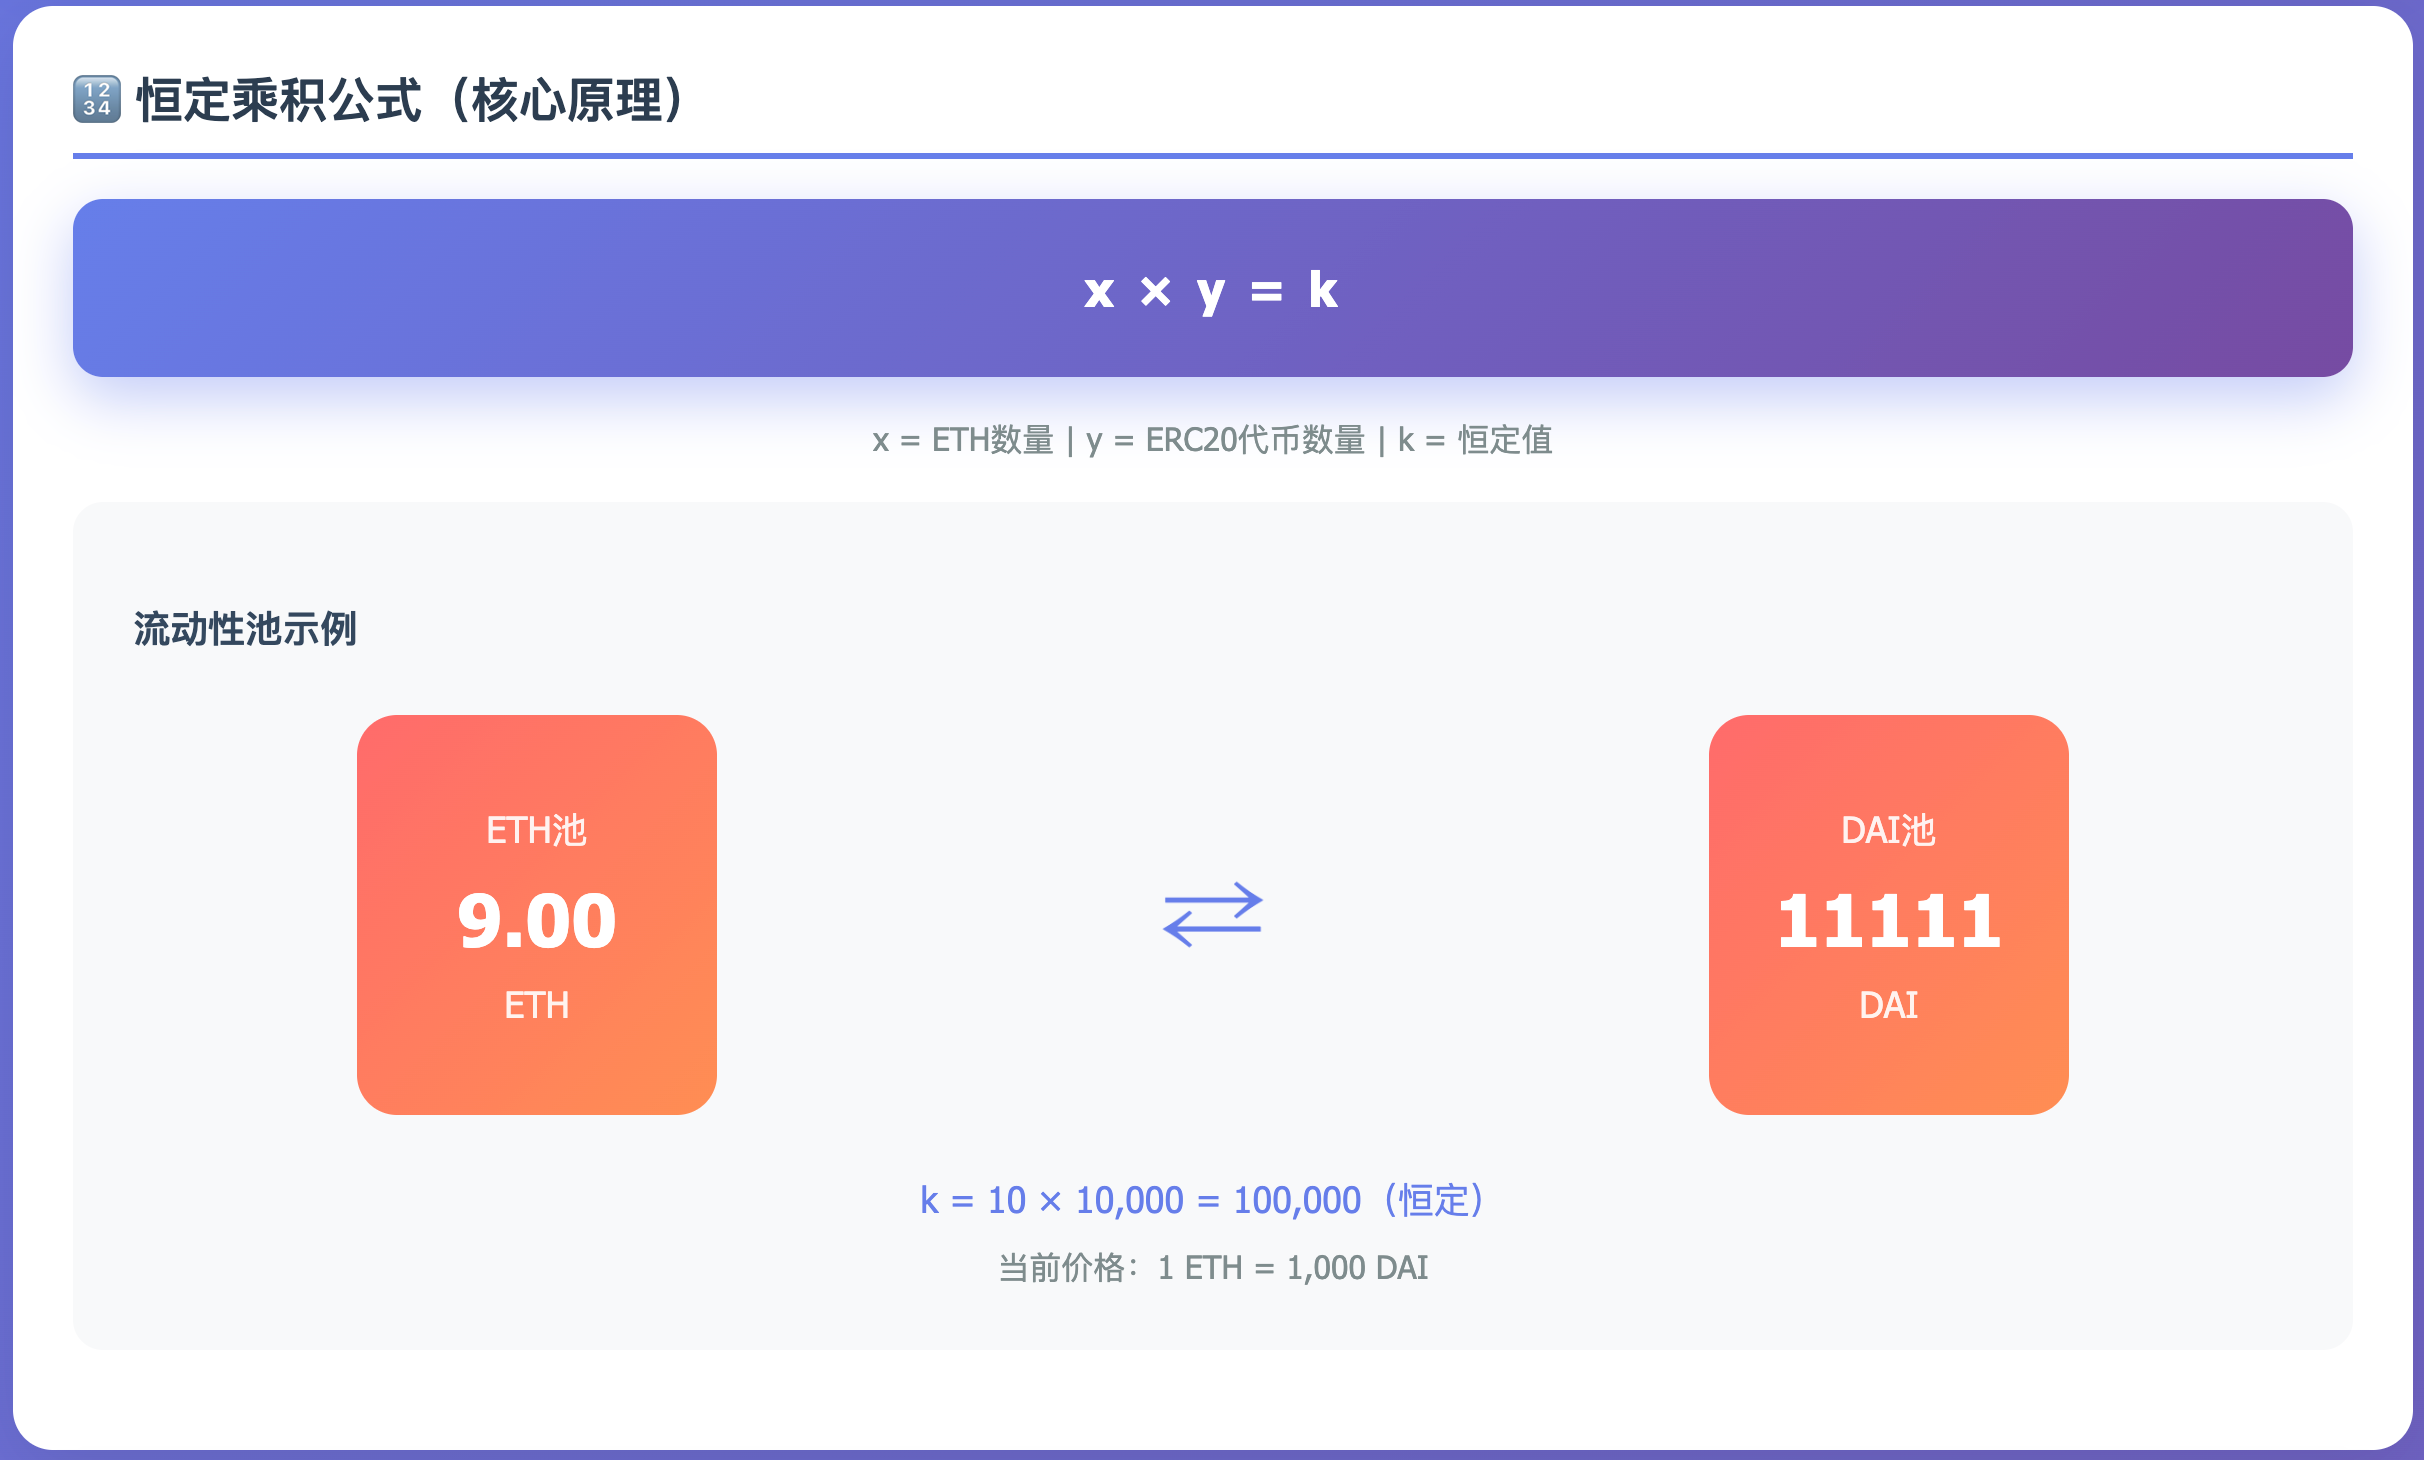 🔢 恒定乘积公式（核心原理）
x × y = k
x = ETH数量 | y = ERC20代币数量 | k = 恒定值
流动性池示例
ETH池
9.00
ETH
⇄
DAI池
11111
DAI
k = 10 × 10,000 = 100,000（恒定）
当前价格：1 ETH = 1,000 DAI